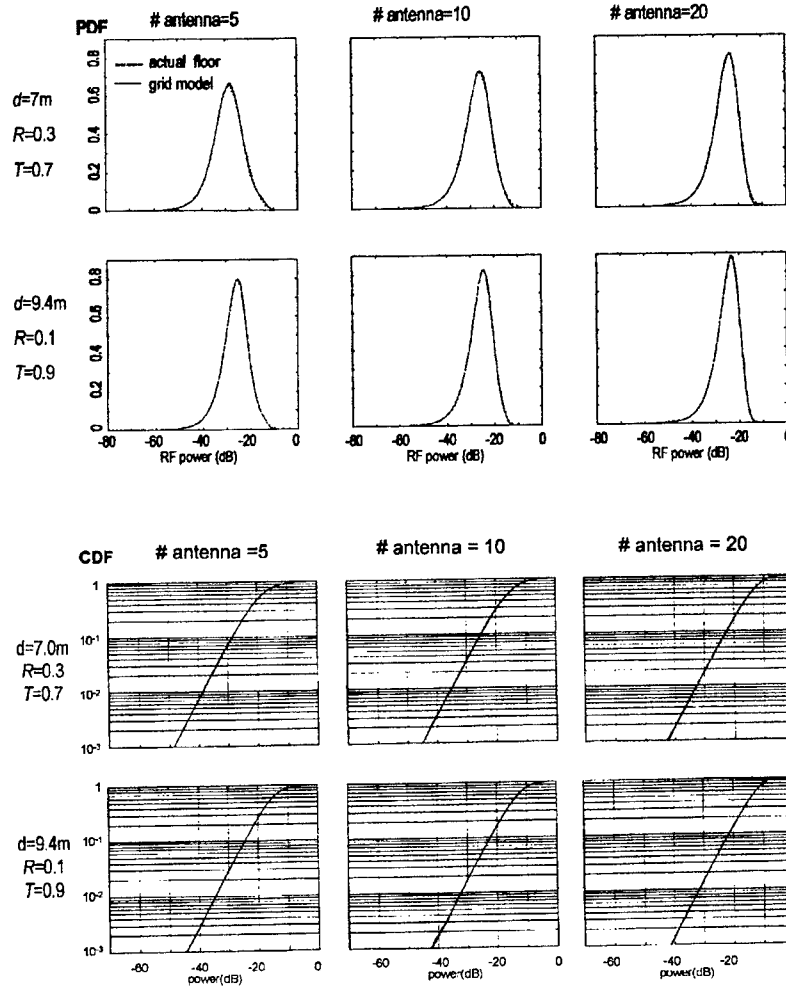 PDF # antenna=5 # antenna=10 # antenna=20
d=7m
R=0.3
T=0.7
0.8
0.6
0.4
0.2
0
actual floor
grid model
d=9.4m
R=0.1
T=0.9
0.8
0.6
0.4
0.2
0
-80 -60 -40 -20 0 -80 -60 -40 -20 0 -80 -60 -40 -20 0
RF power (dB) RF power (dB) RF power (dB)
CDF # antenna =5 # antenna = 10 # antenna = 20
d=7.0m
R=0.3
T=0.7
1
10-1
10-2
10-3
d=9.4m
R=0.1
T=0.9
1
10-1
10-2
10-3
-60 -40 -20 0 -60 -40 -20 0 -60 -40 -20 0
power(dB) power(dB) power(dB)